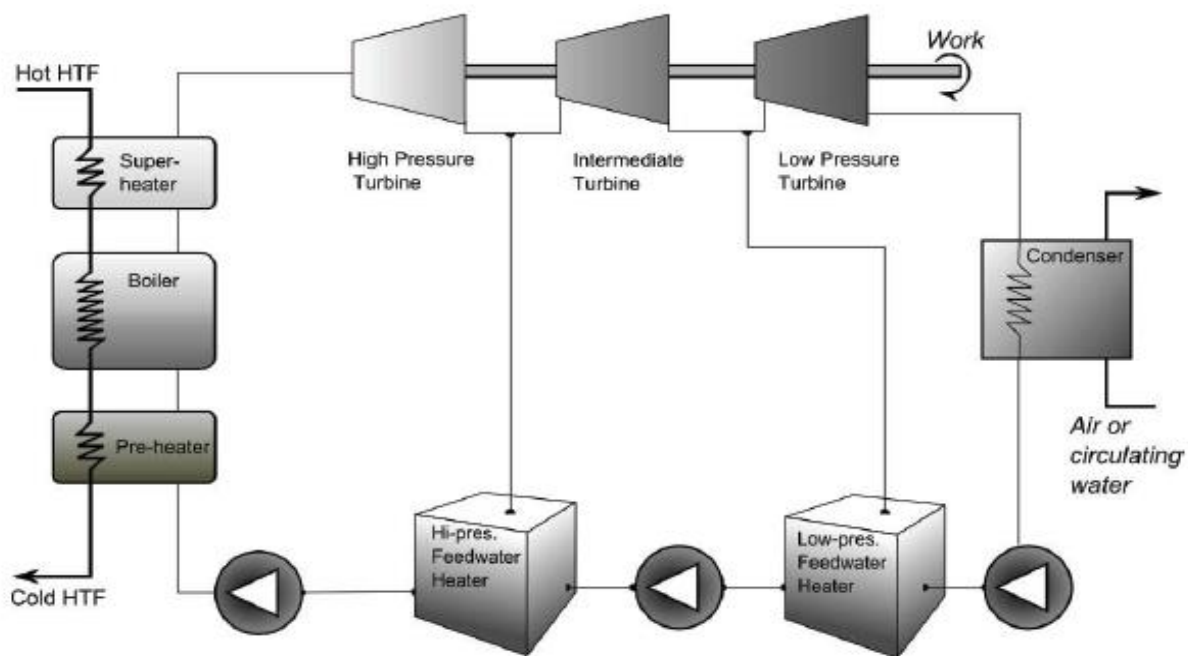 Work
Hot HTF
Super-
heater
High Pressure
Turbine
Intermediate
Turbine
Low Pressure
Turbine
Boiler
Condenser
Pre-heater
Air or
circulating
water
Hi-pres.
Feedwater
Heater
Low-pres.
Feedwater
Heater
Cold HTF